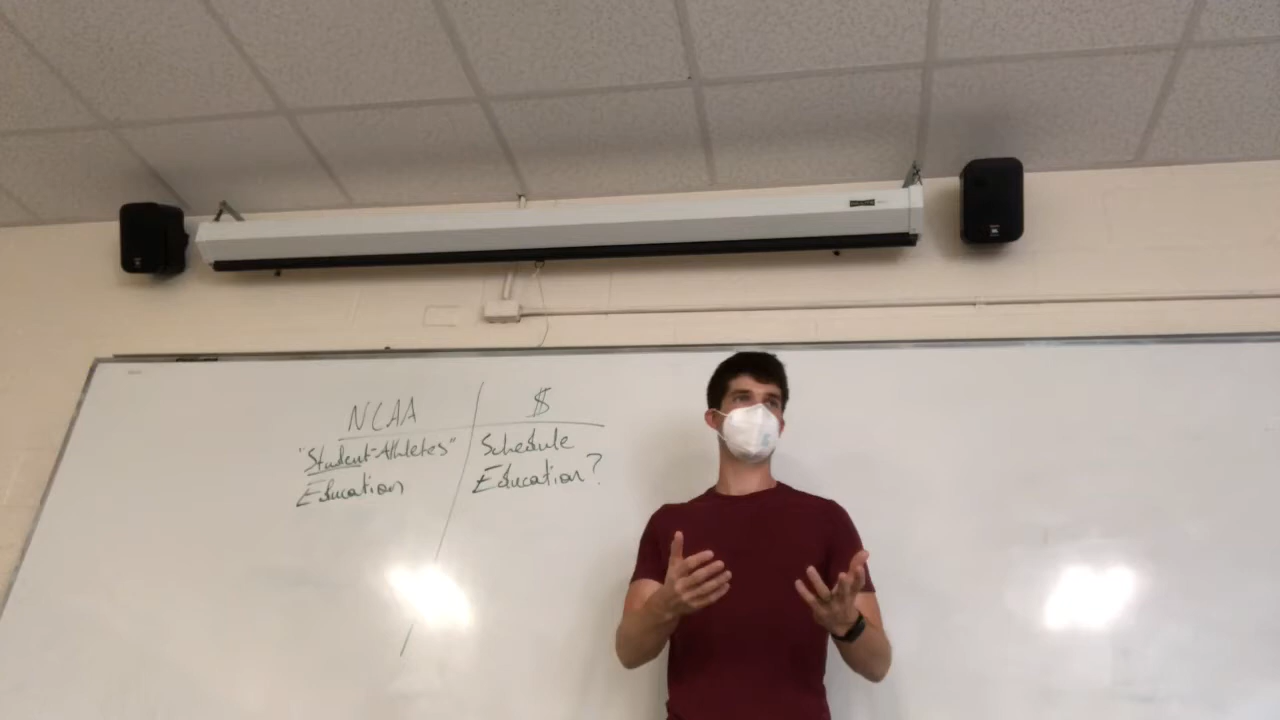 NCAA
$
"Student-Athletes"
Schedule
Education
Education?